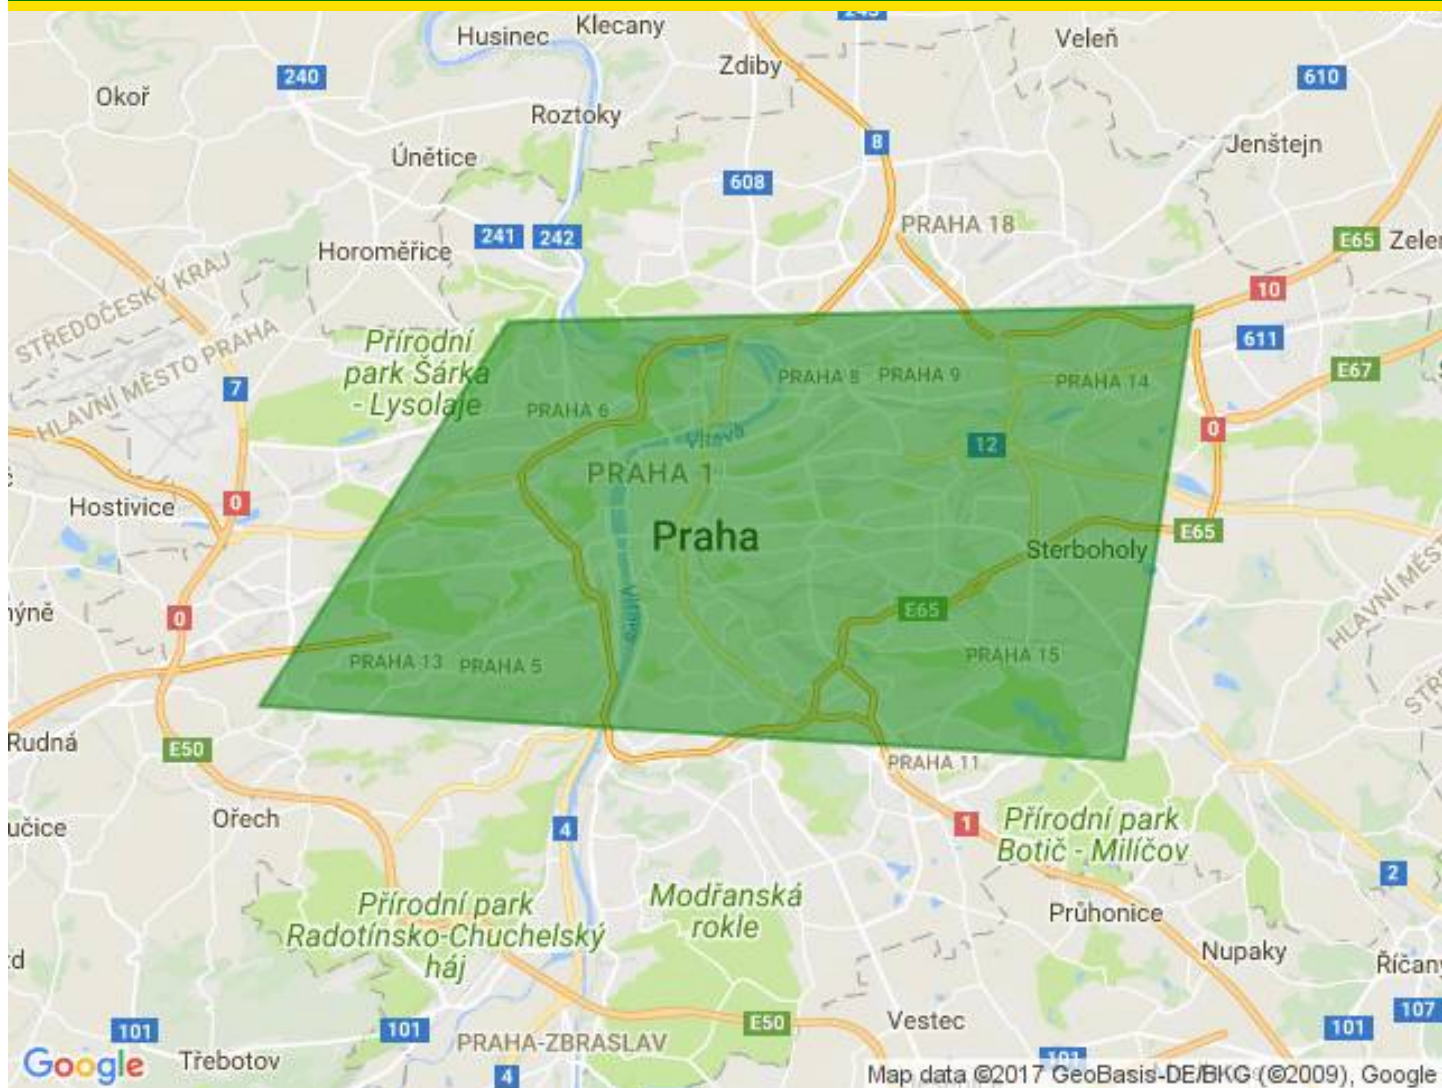 Husinec
Klecany
243
Veleň
Zdiby
240
610
Okoř
Roztoky
8
Jenštejn
Únětice
608
PRAHA 18
241
242
E65
Horoměřice
STŘEDOČESKÝ KRAJ
10
HLAVNÍ MĚSTO PRAHA
Přírodní
park Šárka
- Lysolaje
611
E67
7
PRAHA 8
PRAHA 9
PRAHA 14
PRAHA 6
0
Vltava
12
PRAHA 1
0
Hostivice
Praha
E65
Sterboholy
Vltava
E65
0
PRAHA 13
PRAHA 5
PRAHA 15
Rudná
E50
PRAHA 11
Ořech
4
1
Přírodní park
Botič - Milíčov
2
Přírodní park
Radotínsko-Chuchelský
háj
Modřanská
rokle
Průhonice
Nupaky
Říčany
107
101
101
E50
Vestec
101
PRAHA-ZBRASLAV
101
Google
Třebotov
4
Map data ©2017 GeoBasis-DE/BKG (©2009), Google